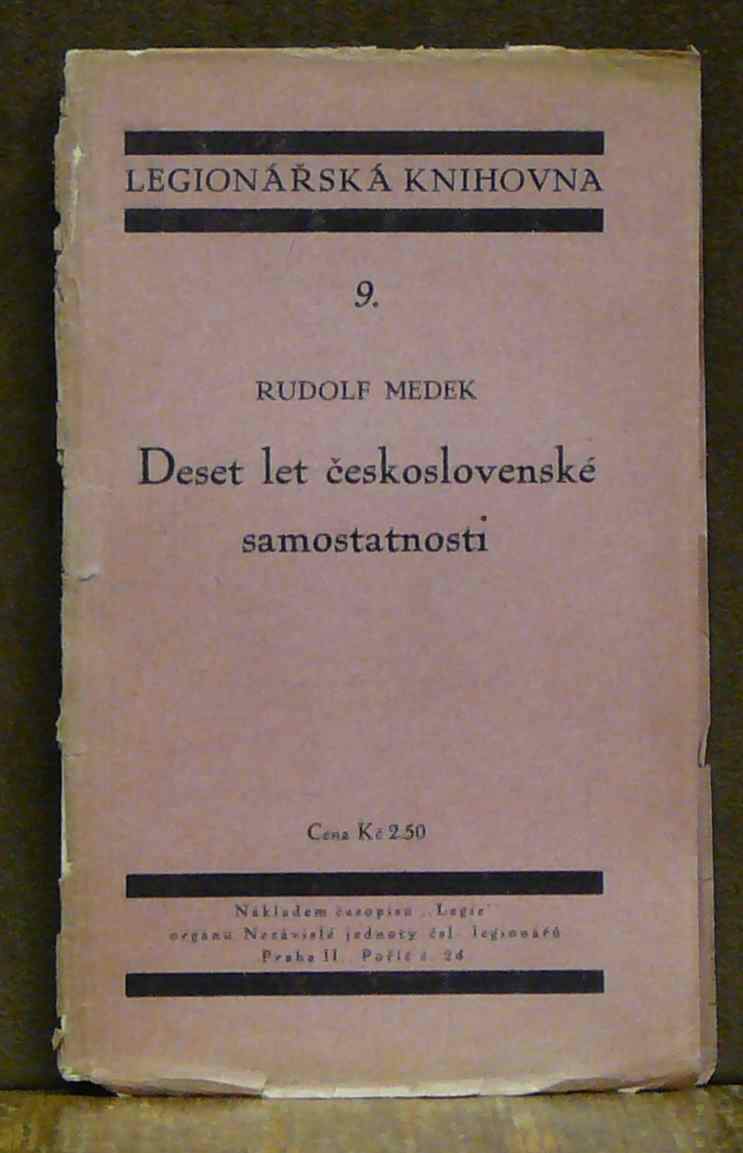 LEGIONÁŘSKÁ KNIHOVNA
9.
RUDOLF MEDEK
Deset let československé
samostatnosti
Cena Kč 2.50
Nákladem časopisu „Legie"
orgánu Nezávislé jednoty čsl. legionářů
Praha II., Poříč č. 24